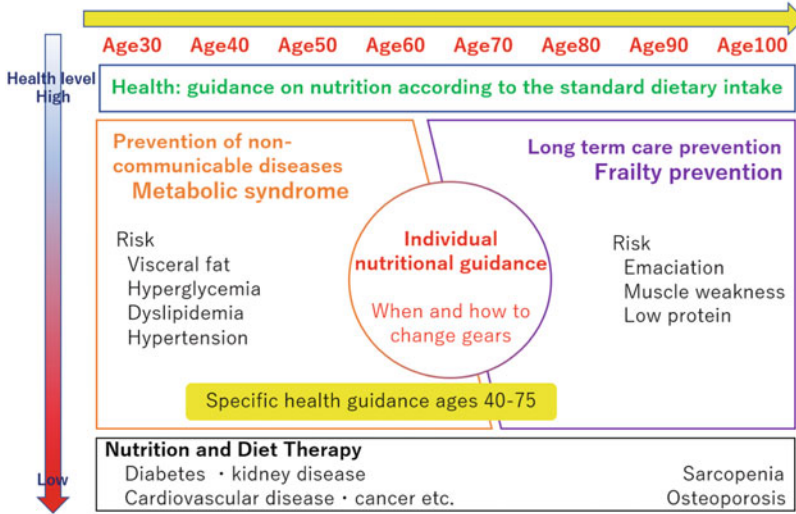 Age30 Age40 Age50 Age60 Age70 Age80 Age90 Age100
Health level
High
Health: guidance on nutrition according to the standard dietary intake
Prevention of non-
communicable diseases
Metabolic syndrome
Risk
Visceral fat
Hyperglycemia
Dyslipidemia
Hypertension
Individual
nutritional guidance
When and how to
change gears
Long term care prevention
Frailty prevention
Risk
Emaciation
Muscle weakness
Low protein
Specific health guidance ages 40-75
Low
Nutrition and Diet Therapy
Diabetes ・kidney disease
Cardiovascular disease・cancer etc.
Sarcopenia
Osteoporosis